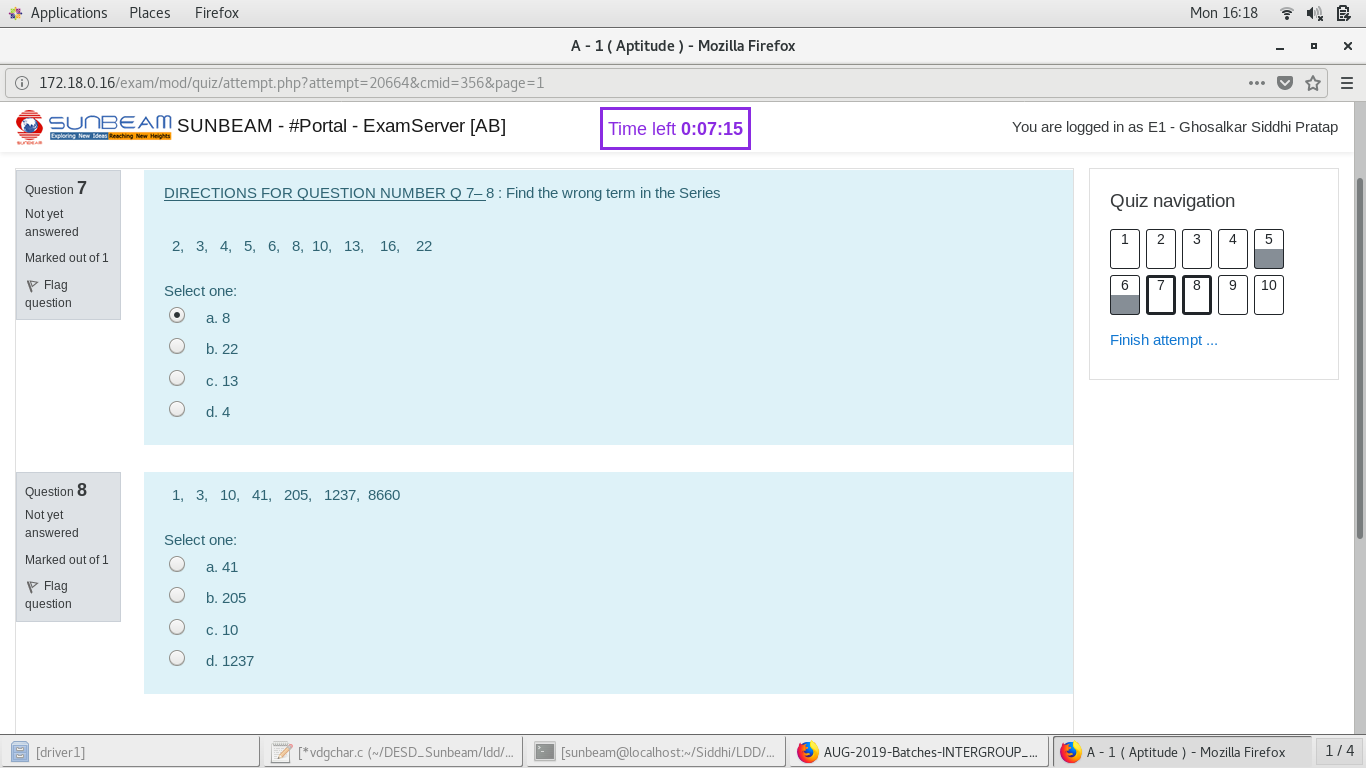 Applications Places Firefox Mon 16:18
A - 1 ( Aptitude ) - Mozilla Firefox
172.18.0.16/exam/mod/quiz/attempt.php?attempt=20664&cmid=356&page=1
SUNBEAM
Exploring New Ideas Reaching New Heights
SUNBEAM
SUNBEAM - #Portal - ExamServer [AB]
Time left 0:07:15
You are logged in as E1 - Ghosalkar Siddhi Pratap
Question 7
Not yet
answered
Marked out of 1
Flag
question
DIRECTIONS FOR QUESTION NUMBER Q 7– 8 : Find the wrong term in the Series
2, 3, 4, 5, 6, 8, 10, 13, 16, 22
Select one:
a. 8
b. 22
c. 13
d. 4
Question 8
Not yet
answered
Marked out of 1
Flag
question
1, 3, 10, 41, 205, 1237, 8660
Select one:
a. 41
b. 205
c. 10
d. 1237
Quiz navigation
1 2 3 4 5
6 7 8 9 10
Finish attempt ...
[driver1]
[*vdgchar.c (~/DESD_Sunbeam/ldd/...
[sunbeam@localhost:~/Siddhi/LDD/...
AUG-2019-Batches-INTERGROUP_...
A - 1 ( Aptitude ) - Mozilla Firefox
1 / 4